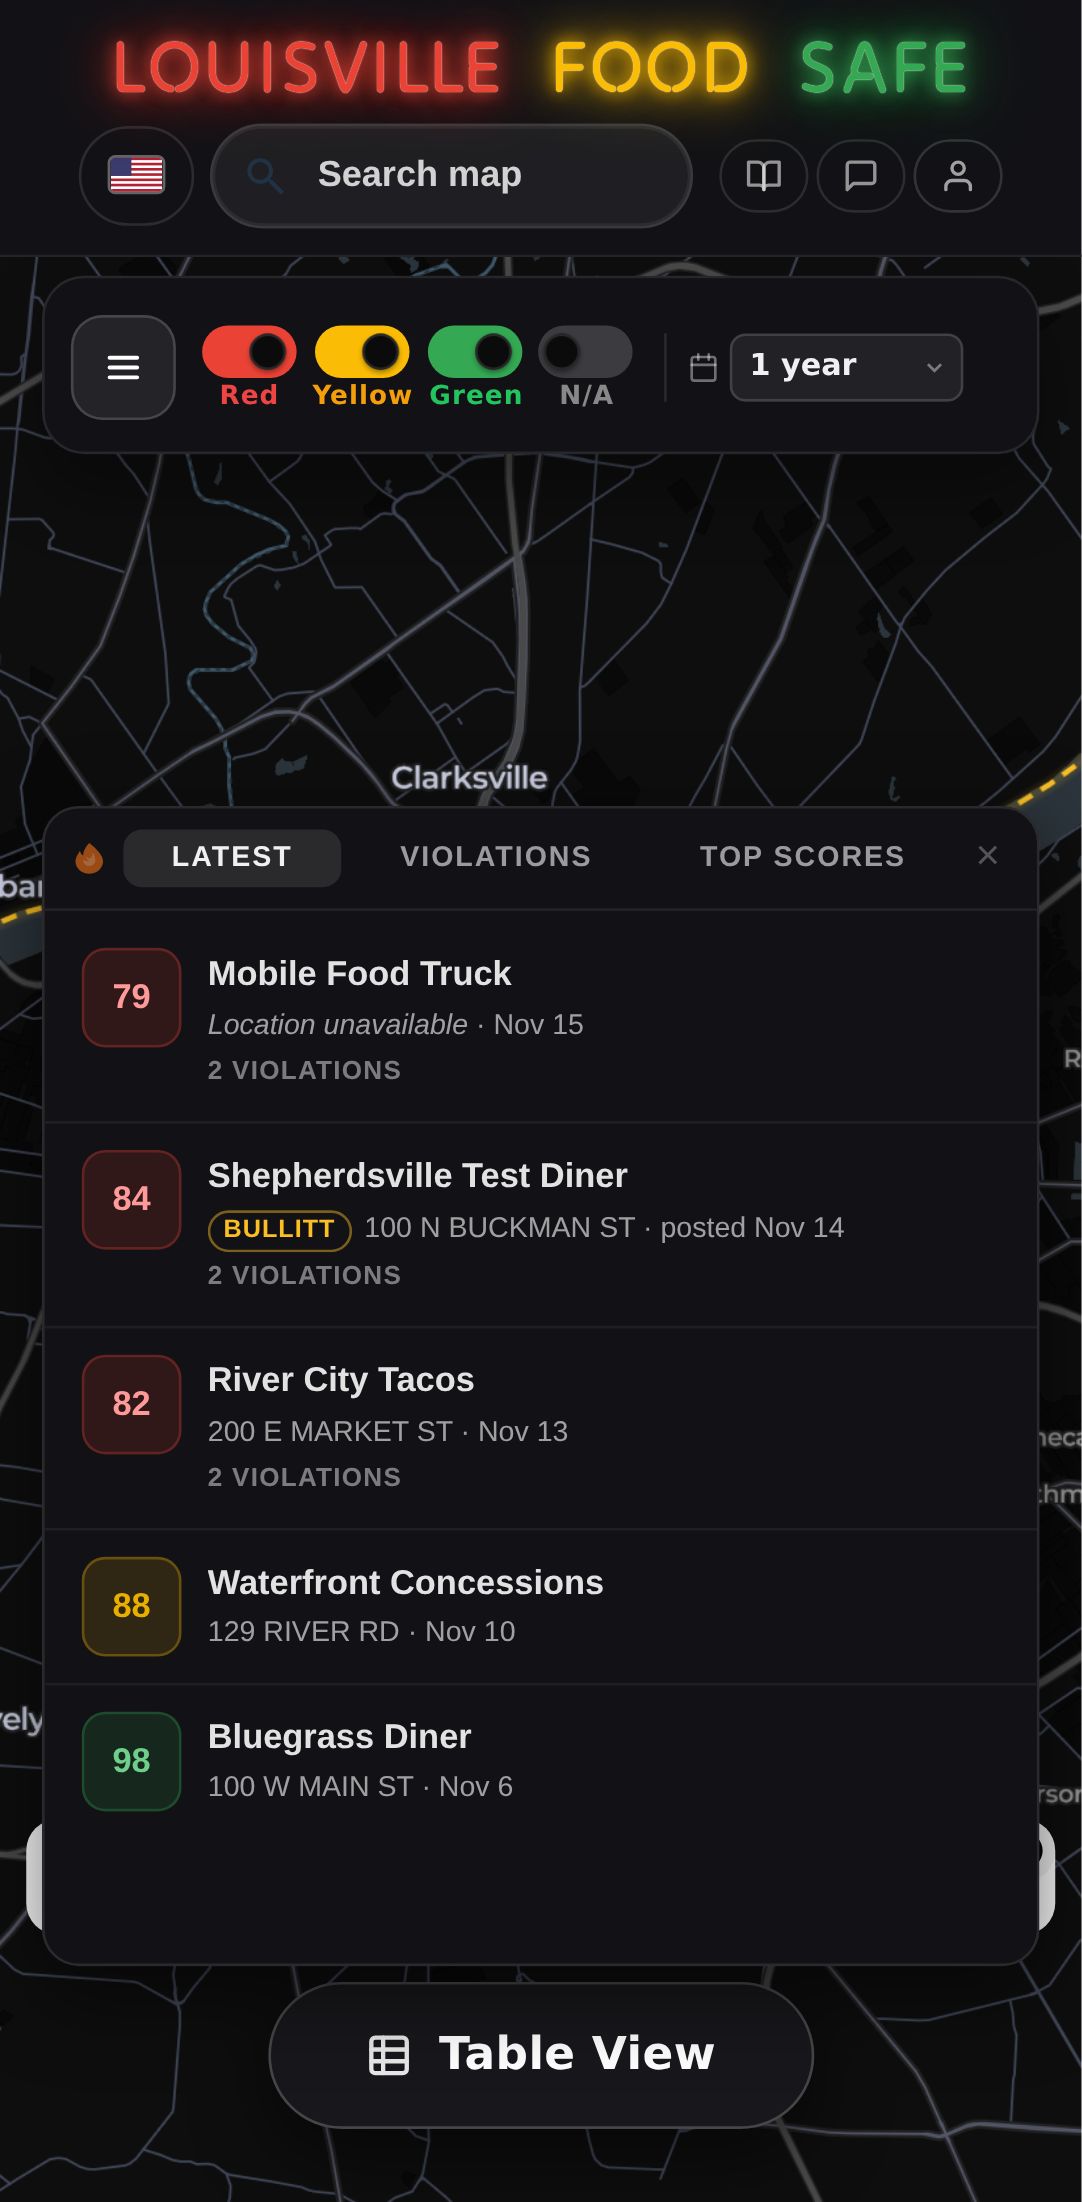 LOUISVILLE FOOD SAFE
Search map
Red Yellow Green N/A
1 year
Clarksville
LATEST VIOLATIONS TOP SCORES
79
Mobile Food Truck
Location unavailable · Nov 15
2 VIOLATIONS
84
Shepherdsville Test Diner
BULLITT 100 N BUCKMAN ST · posted Nov 14
2 VIOLATIONS
82
River City Tacos
200 E MARKET ST · Nov 13
2 VIOLATIONS
88
Waterfront Concessions
129 RIVER RD · Nov 10
98
Bluegrass Diner
100 W MAIN ST · Nov 6
Table View